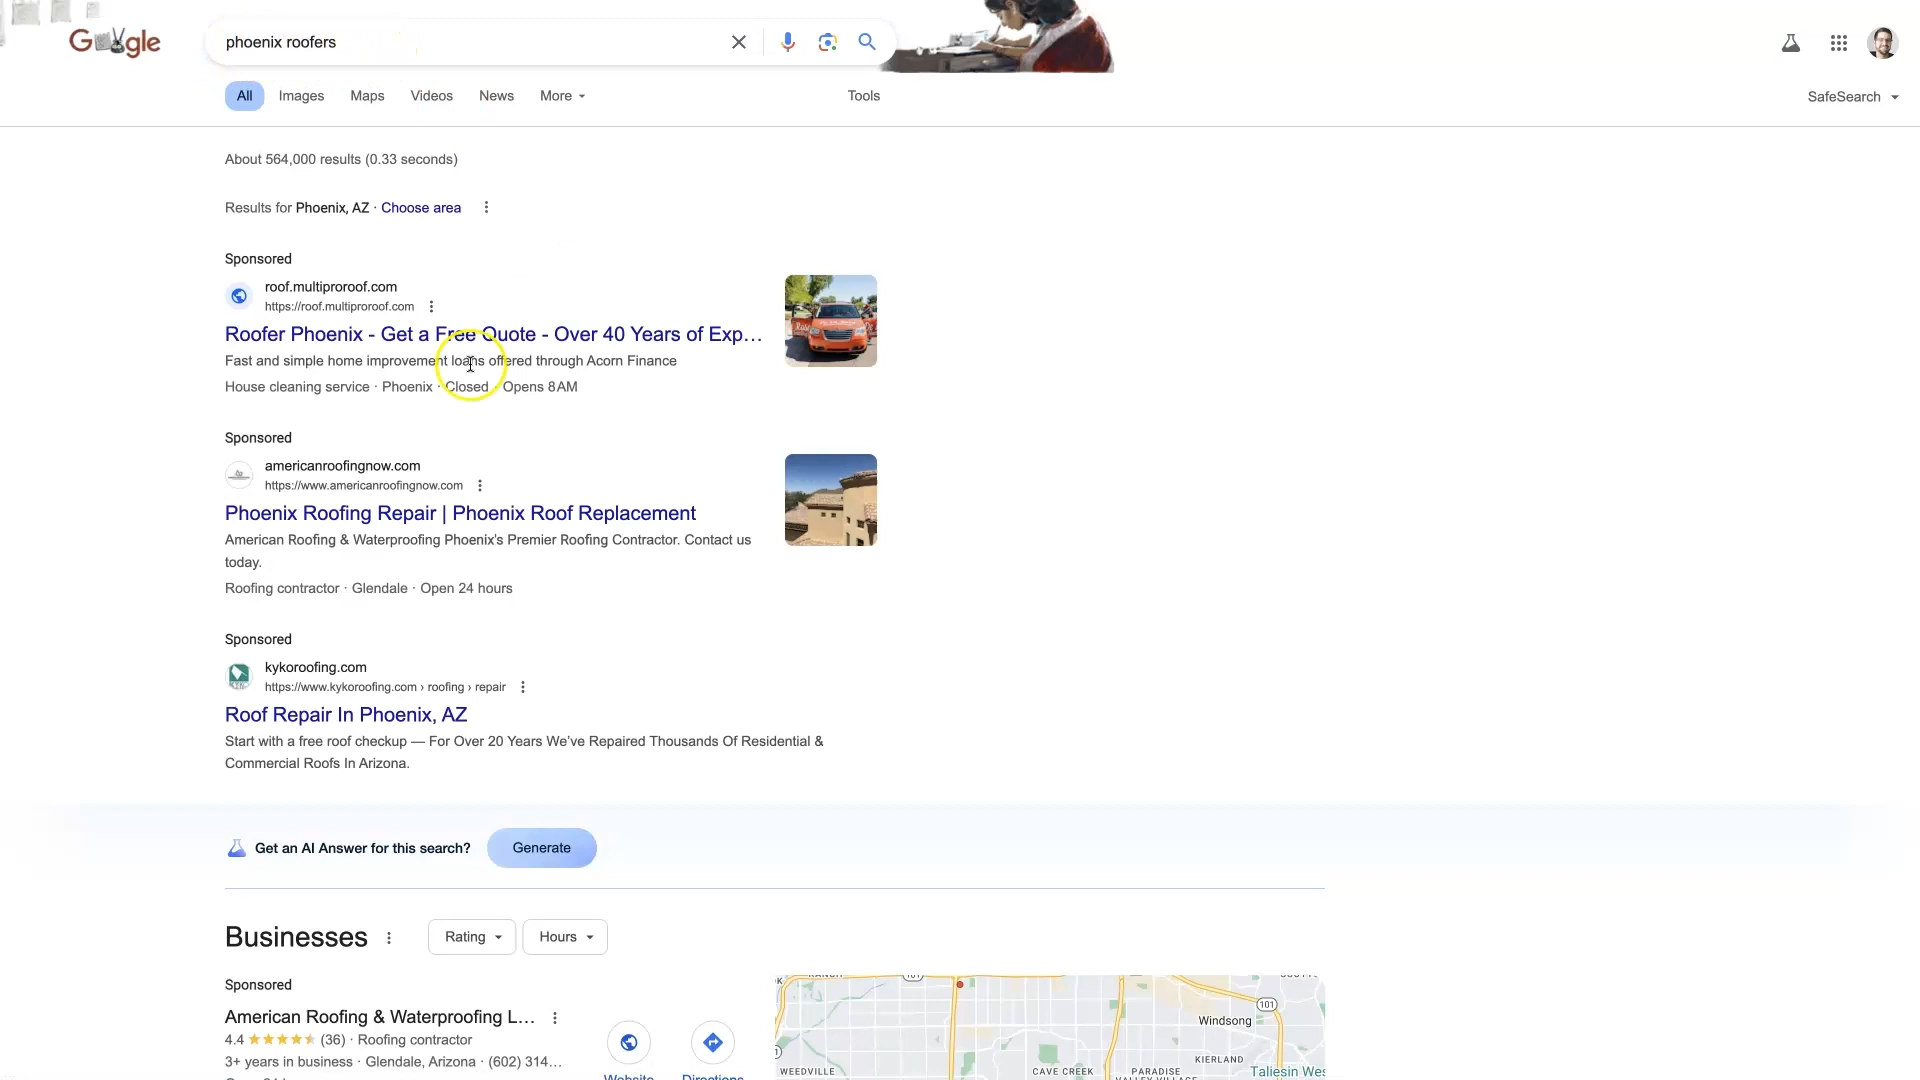 Google
phoenix roofers
All
Images
Maps
Videos
News
More
Tools
SafeSearch
About 564,000 results (0.33 seconds)
Results for Phoenix, AZ · Choose area
Sponsored
roof.multiproroof.com
https://roof.multiproroof.com
Roofer Phoenix - Get a Free Quote - Over 40 Years of Exp...
Fast and simple home improvement loans offered through Acorn Finance
House cleaning service · Phoenix · Closed · Opens 8 AM
Sponsored
americanroofingnow.com
https://www.americanroofingnow.com
Phoenix Roofing Repair | Phoenix Roof Replacement
American Roofing & Waterproofing Phoenix's Premier Roofing Contractor. Contact us
today.
Roofing contractor · Glendale · Open 24 hours
Sponsored
kykoroofing.com
https://www.kykoroofing.com › roofing › repair
Roof Repair In Phoenix, AZ
Start with a free roof checkup — For Over 20 Years We've Repaired Thousands Of Residential &
Commercial Roofs In Arizona.
Get an AI Answer for this search?
Generate
Businesses
Rating
Hours
Sponsored
American Roofing & Waterproofing L...
4.4 (36) · Roofing contractor
3+ years in business · Glendale, Arizona · (602) 314...
Website
Directions
101
Windsong
KIERLAND
WEEDVILLE
CAVE CREEK
PARADISE
VALLEY VILLAGE
Taliesin Wes